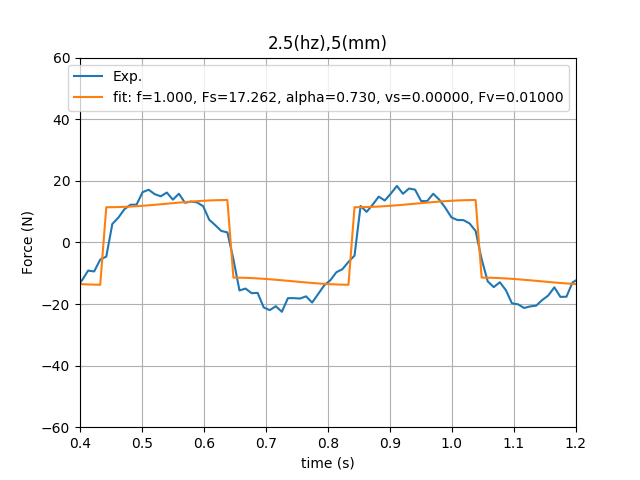 2.5(hz),5(mm)
Exp.
fit: f=1.000, Fs=17.262, alpha=0.730, vs=0.00000, Fv=0.01000
60
40
20
0
−20
−40
−60
Force (N)
0.4 0.5 0.6 0.7 0.8 0.9 1.0 1.1 1.2
time (s)